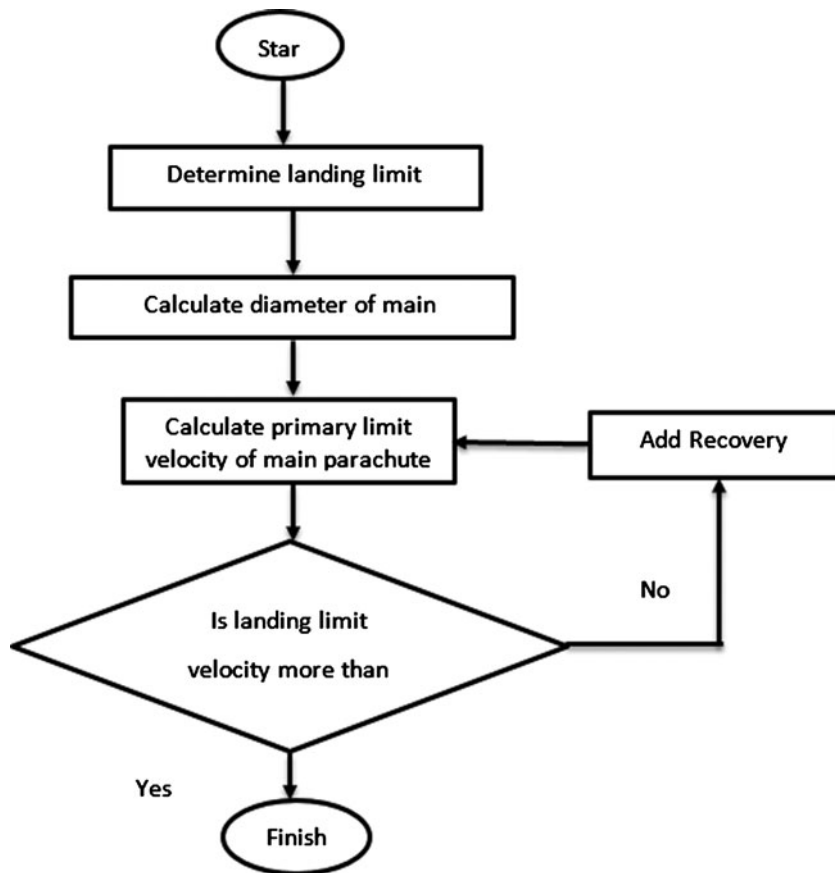 Star
Determine landing limit
Calculate diameter of main
Calculate primary limit
velocity of main parachute
Add Recovery
Is landing limit
velocity more than
No
Yes
Finish